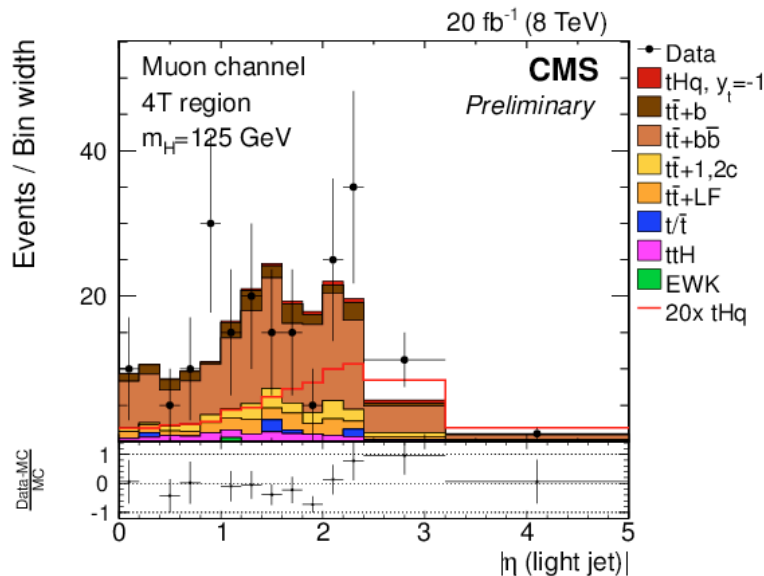 20 fb⁻¹ (8 TeV)
Muon channel
4T region
m_H=125 GeV
CMS
Preliminary
Data
tHq, y_t=-1
tt̄+b
tt̄+bb̄
tt̄+1,2c
tt̄+LF
t/t̄
ttH
EWK
20x tHq
Events / Bin width
40
20
Data-MC
MC
1
0
-1
0 1 2 3 4 5
|η (light jet)|